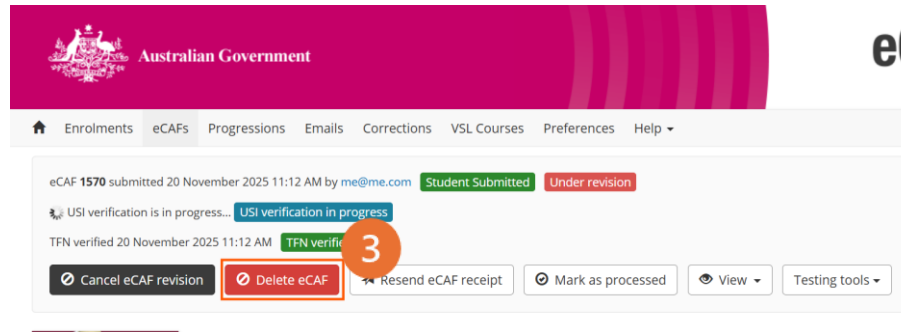 Australian Government
e
Enrolments eCAFs Progressions Emails Corrections VSL Courses Preferences Help
eCAF 1570 submitted 20 November 2025 11:12 AM by me@me.com Student Submitted Under revision
USI verification is in progress... USI verification in progress
TFN verified 20 November 2025 11:12 AM TFN verifie
3
Cancel eCAF revision Delete eCAF Resend eCAF receipt Mark as processed View Testing tools